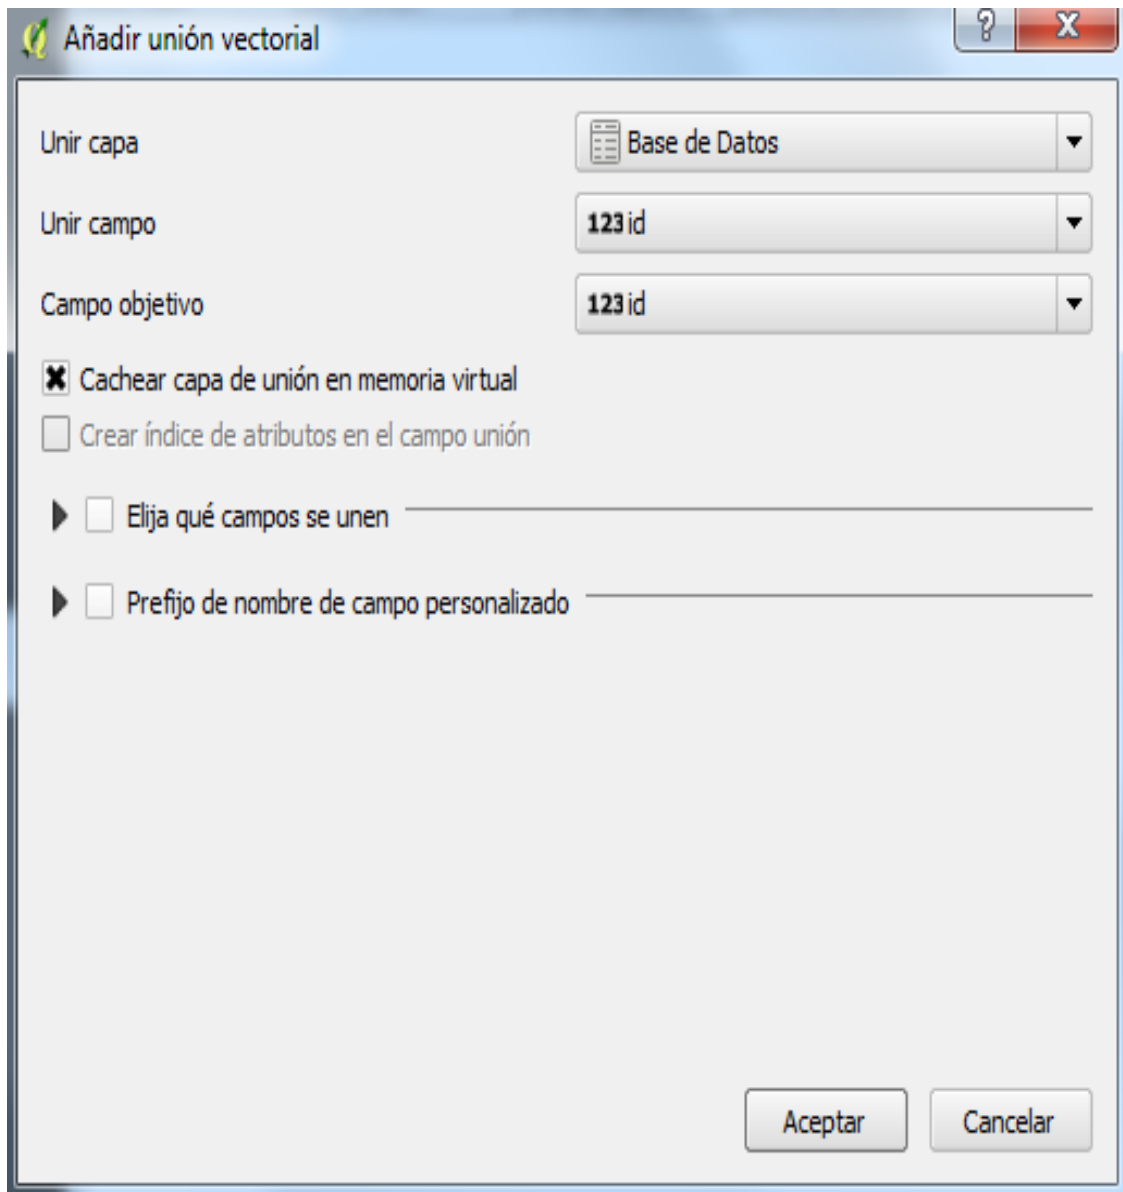 Añadir unión vectorial
?
X
Unir capa
Base de Datos
Unir campo
123 id
Campo objetivo
123 id
Cachear capa de unión en memoria virtual
Crear índice de atributos en el campo unión
Elija qué campos se unen
Prefijo de nombre de campo personalizado
Aceptar
Cancelar